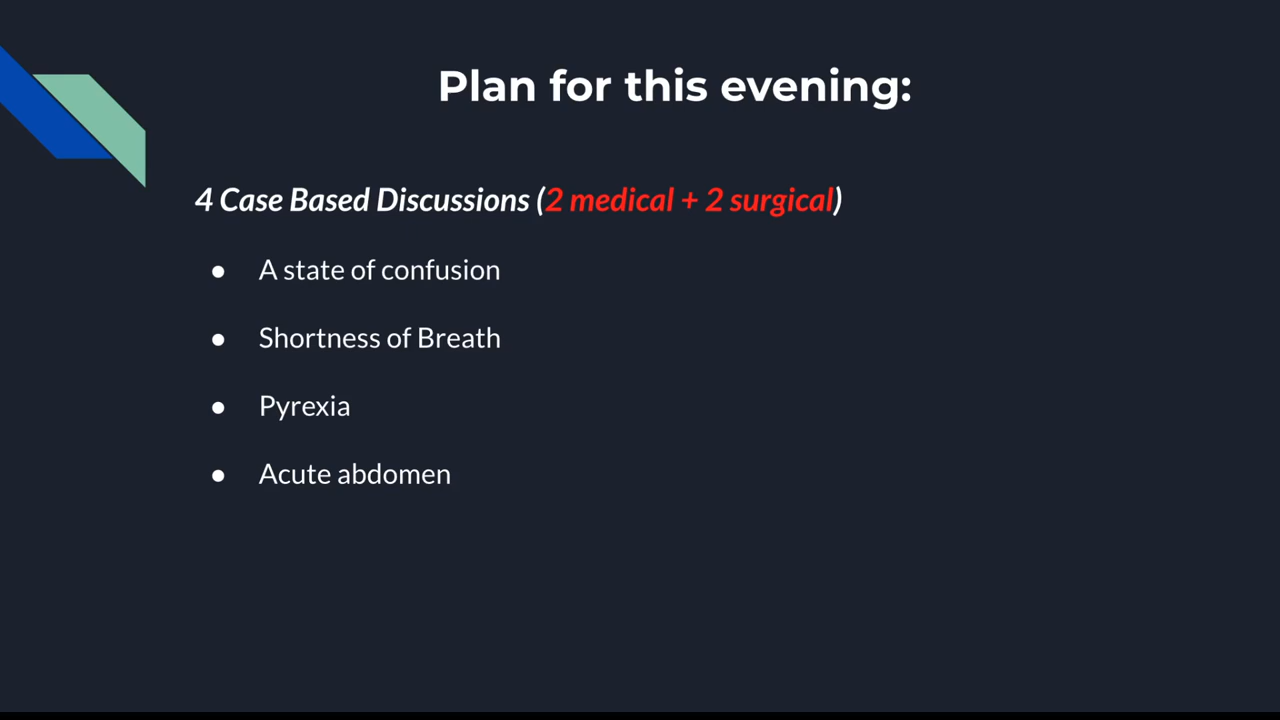 Plan for this evening:
4 Case Based Discussions (2 medical + 2 surgical)
● A state of confusion
● Shortness of Breath
● Pyrexia
● Acute abdomen